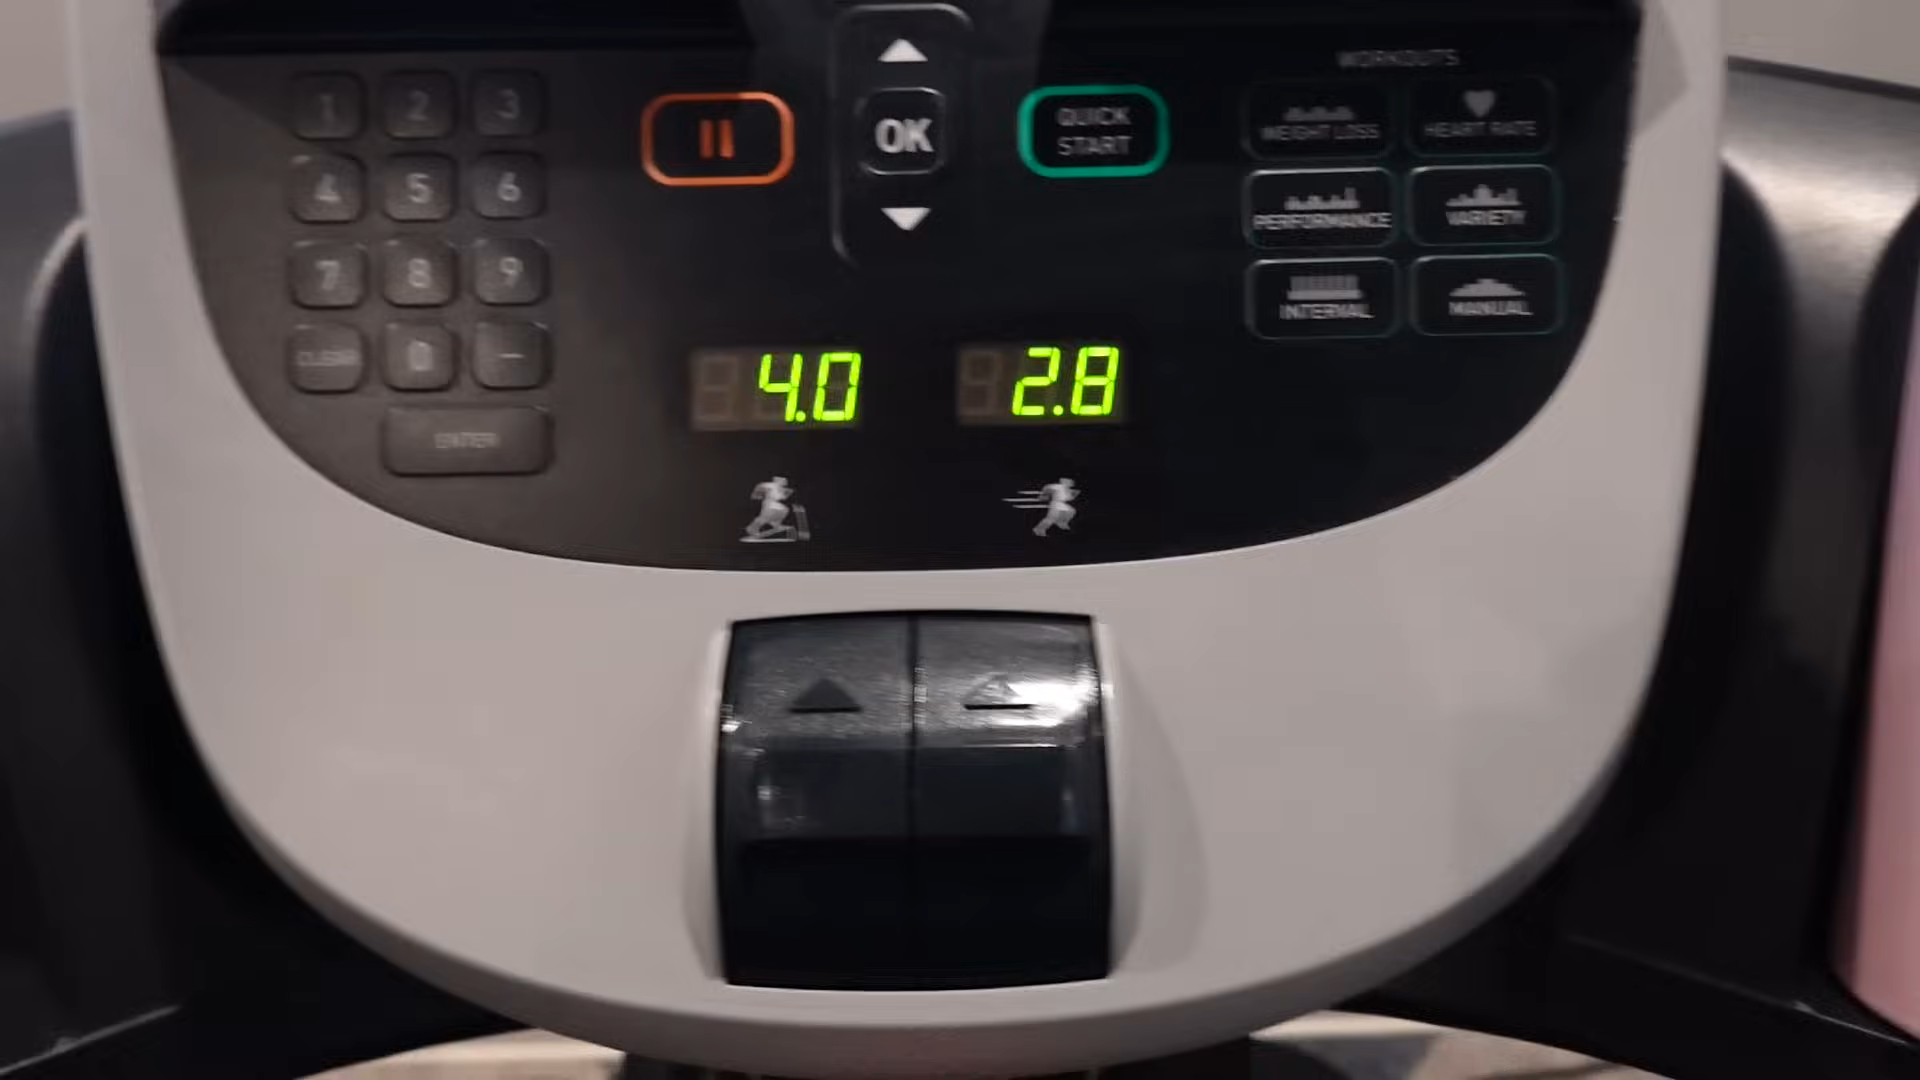 WORKOUTS
1 2 3
OK
QUICK
START
WEIGHT LOSS
HEART RATE
4 5 6
PERFORMANCE
VARIETY
7 8 9
INTERVAL
MANUAL
CLEAR 0 —
4.0
2.8
ENTER